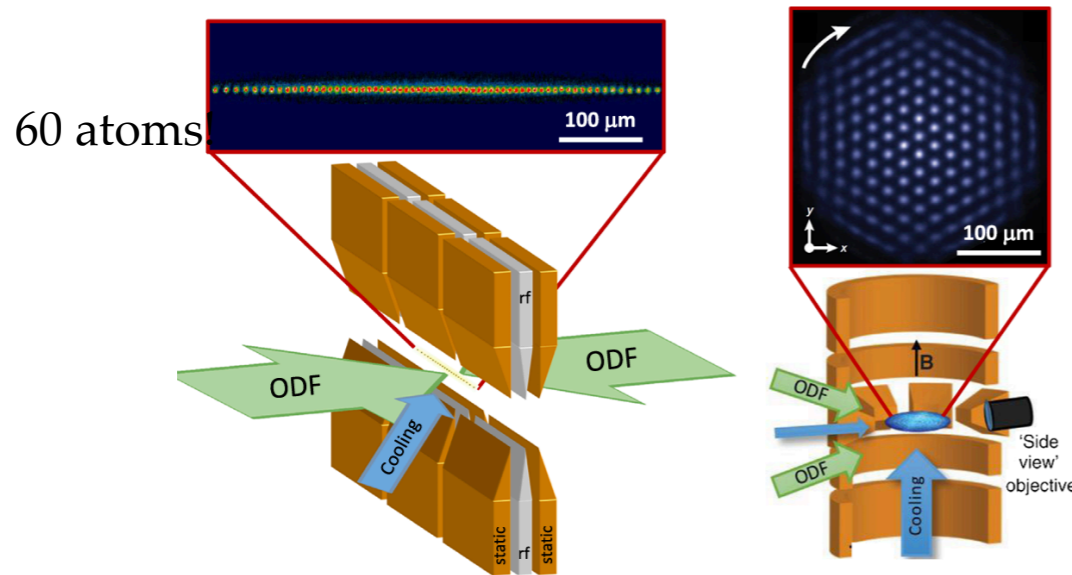 60 atoms!
100 µm
ODF
ODF
Cooling
rf
static
rf
static
y
x
100 µm
B
ODF
ODF
Cooling
'Side
view'
objective